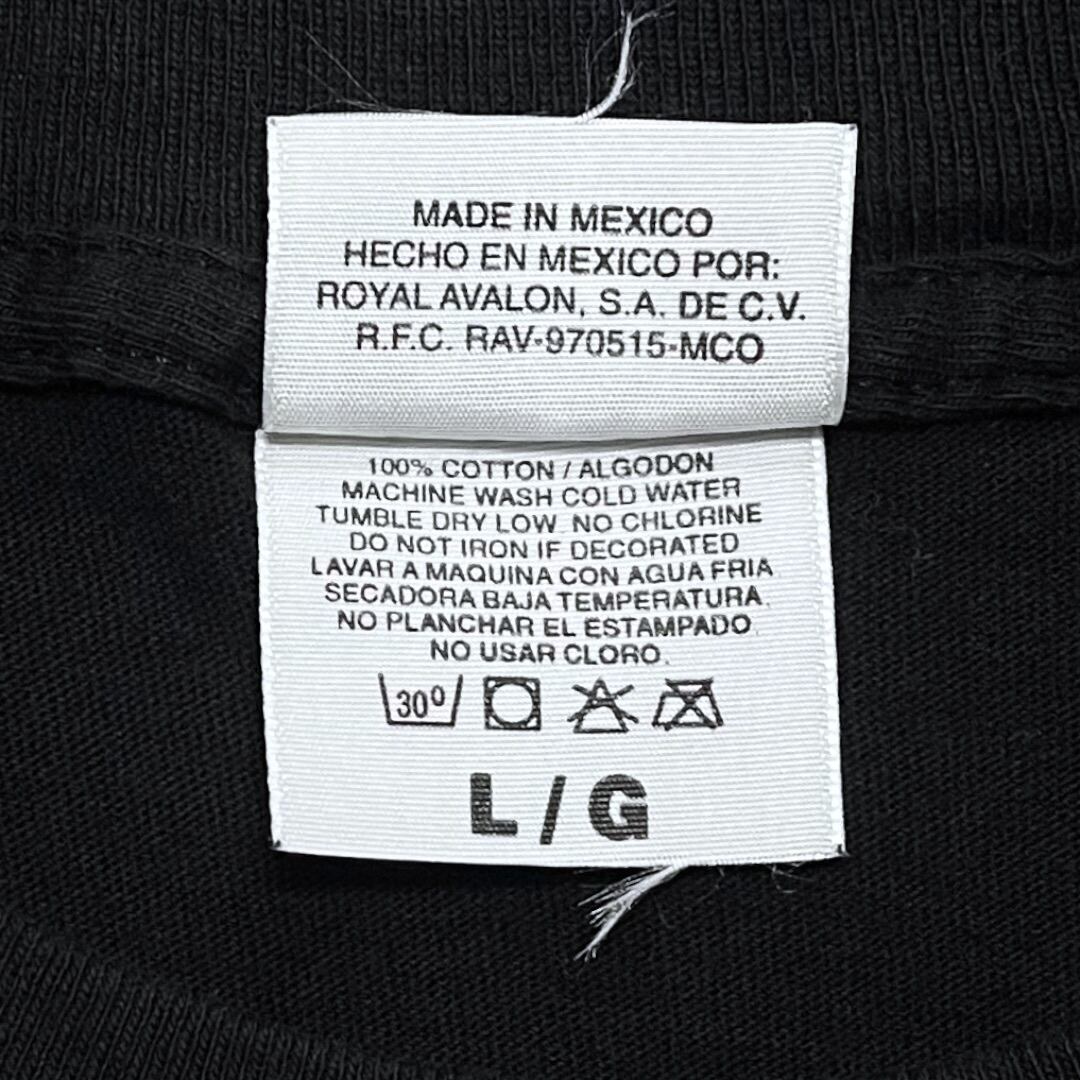 MADE IN MEXICO
HECHO EN MEXICO POR:
ROYAL AVALON, S.A. DE C.V.
R.F.C. RAV-970515-MCO
100% COTTON / ALGODON
MACHINE WASH COLD WATER
TUMBLE DRY LOW. NO CHLORINE
DO NOT IRON IF DECORATED
LAVAR A MAQUINA CON AGUA FRIA
SECADORA BAJA TEMPERATURA.
NO PLANCHAR EL ESTAMPADO.
NO USAR CLORO.
30º
L / G